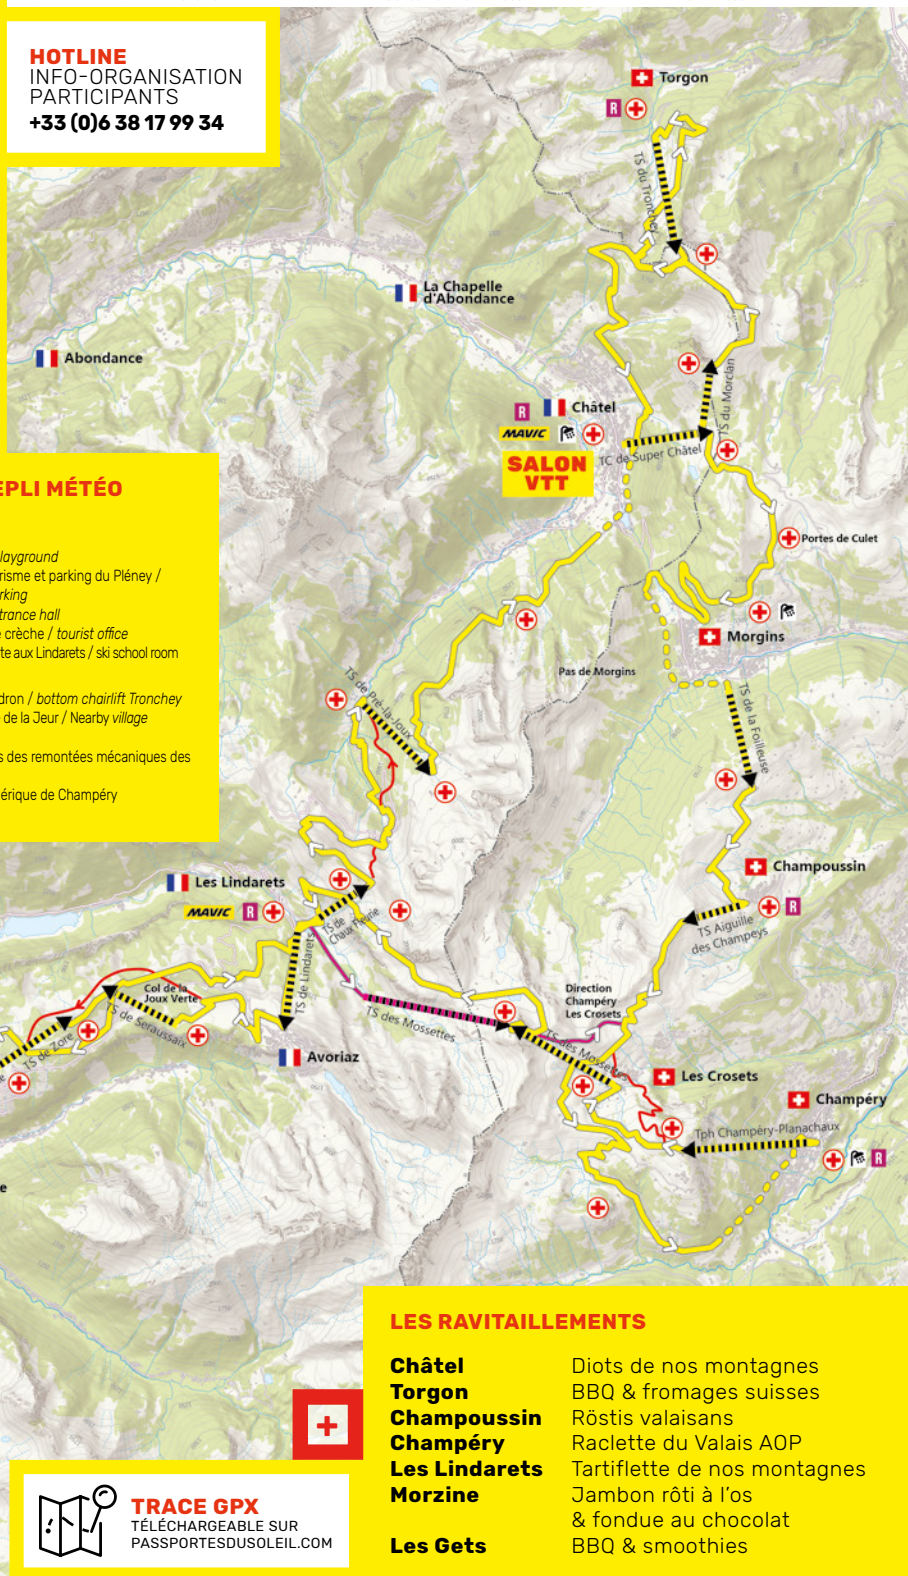 HOTLINE
INFO-ORGANISATION
PARTICIPANTS
+33 (0)6 38 17 99 34
Torgon
R
TS du Tronchey
La Chapelle
d'Abondance
Abondance
TS du Morclan
R
Châtel
MAVIC
TC de Super Châtel
SALON
VTT
Portes de Culet
Morgins
Pas de Morgins
EPLI MÉTÉO
layground
risme et parking du Pléney /
rking
trance hall
e crèche / tourist office
te aux Lindarets / ski school room
dron / bottom chairlift Tronchey
e de la Jeur / Nearby village
s des remontées mécaniques des
érique de Champéry
TS de Pré-la-Joux
TS de la Foilleuse
Champoussin
R
TS Aiguille
des Champeys
Les Lindarets
MAVIC R
TS de
Chaux Fleurie
TS de Lindarets
Col de la
Joux Verte
TS de Seraussaix
TS de Zore
Avoriaz
TS des Mossettes
Direction
Champéry
Les Crosets
TS des Mossettes
Les Crosets
Champéry
Tph Champéry-Planachaux
R
e
LES RAVITAILLEMENTS
Châtel Diots de nos montagnes
Torgon BBQ & fromages suisses
Champoussin Röstis valaisans
Champéry Raclette du Valais AOP
Les Lindarets Tartiflette de nos montagnes
Morzine Jambon rôti à l'os
& fondue au chocolat
Les Gets BBQ & smoothies
TRACE GPX
TÉLÉCHARGEABLE SUR
PASSPORTESDUSOLEIL.COM